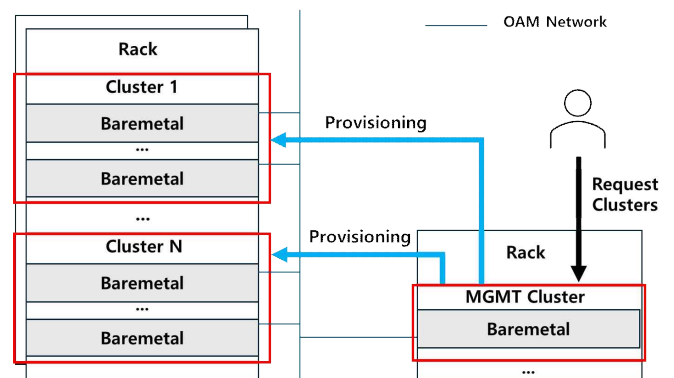 OAM Network
Rack
Cluster 1
Baremetal
...
Baremetal
...
Cluster N
Baremetal
...
Baremetal
Provisioning
Provisioning
Request
Clusters
Rack
MGMT Cluster
Baremetal
...